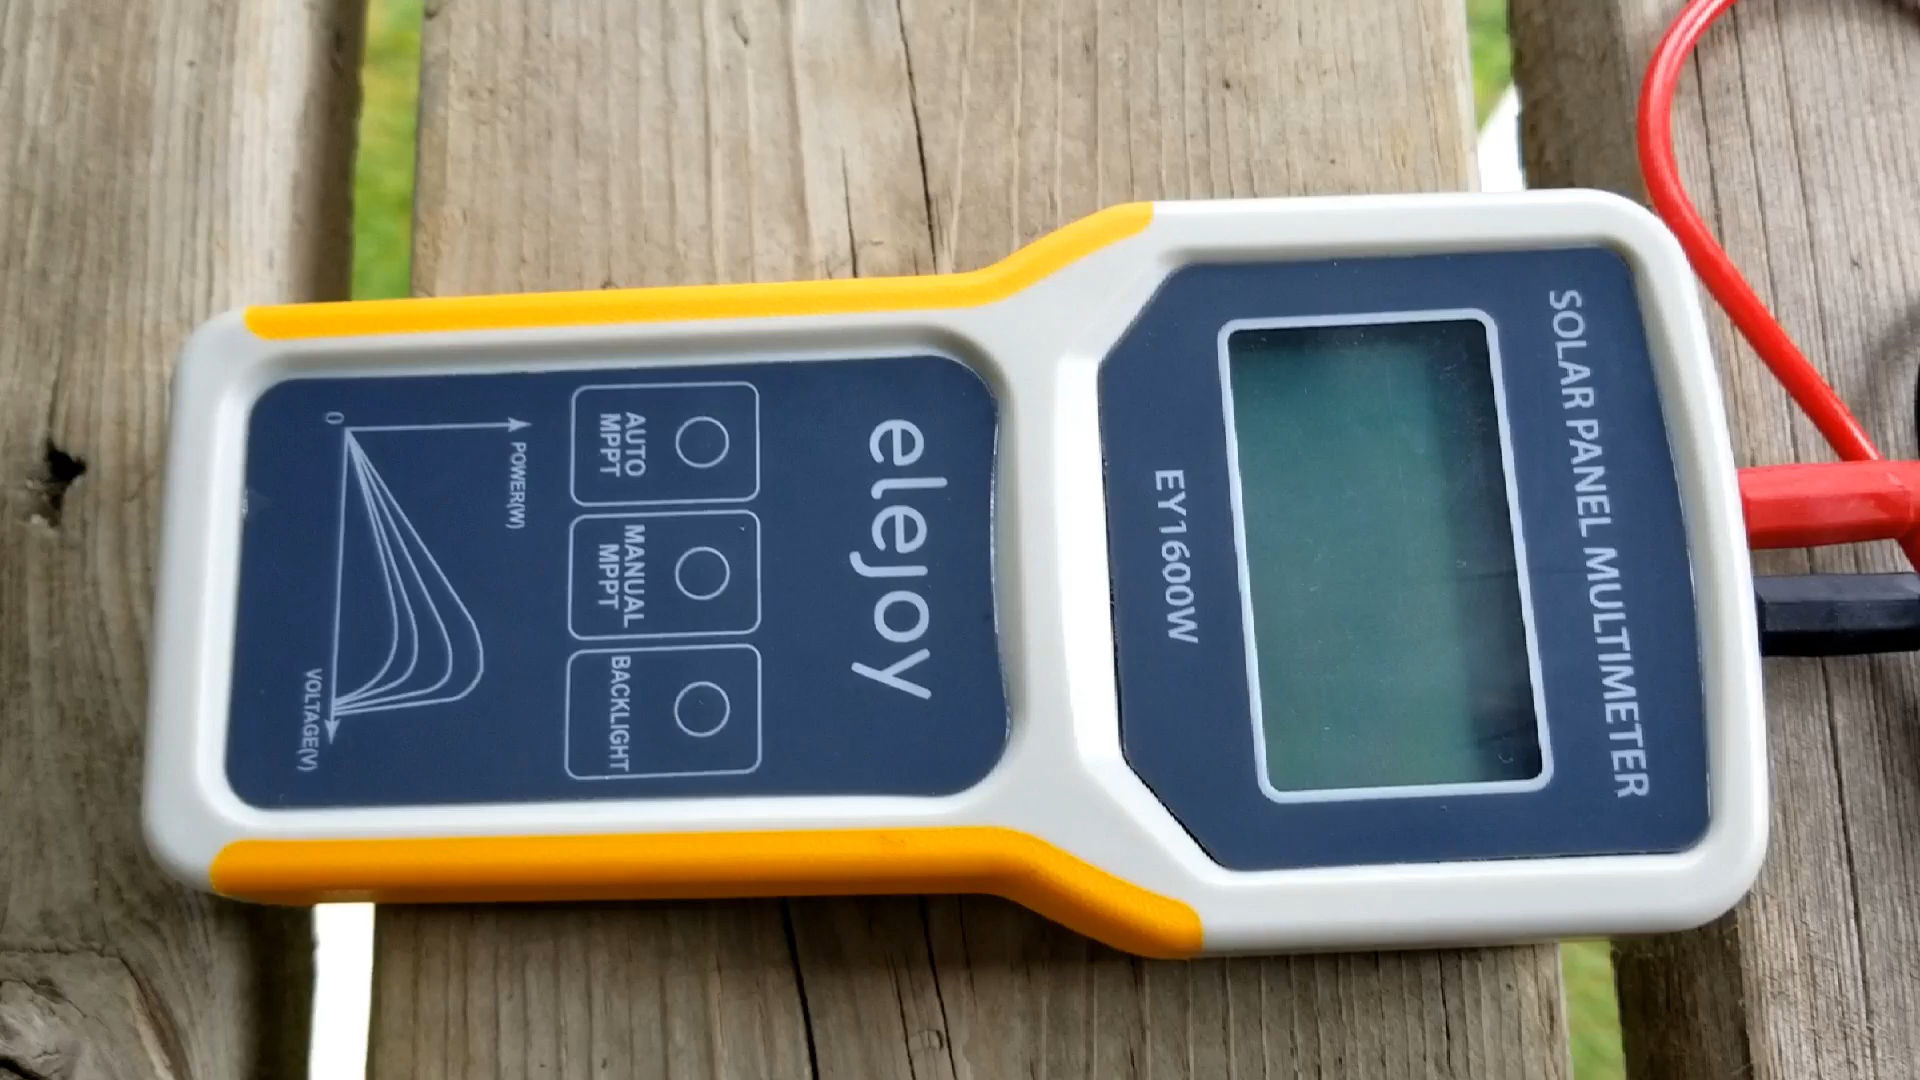 SOLAR PANEL MULTIMETER
EY1600W
elejoy
AUTO
MPPT
MANUAL
MPPT
BACKLIGHT
POWER(W)
0
VOLTAGE(V)